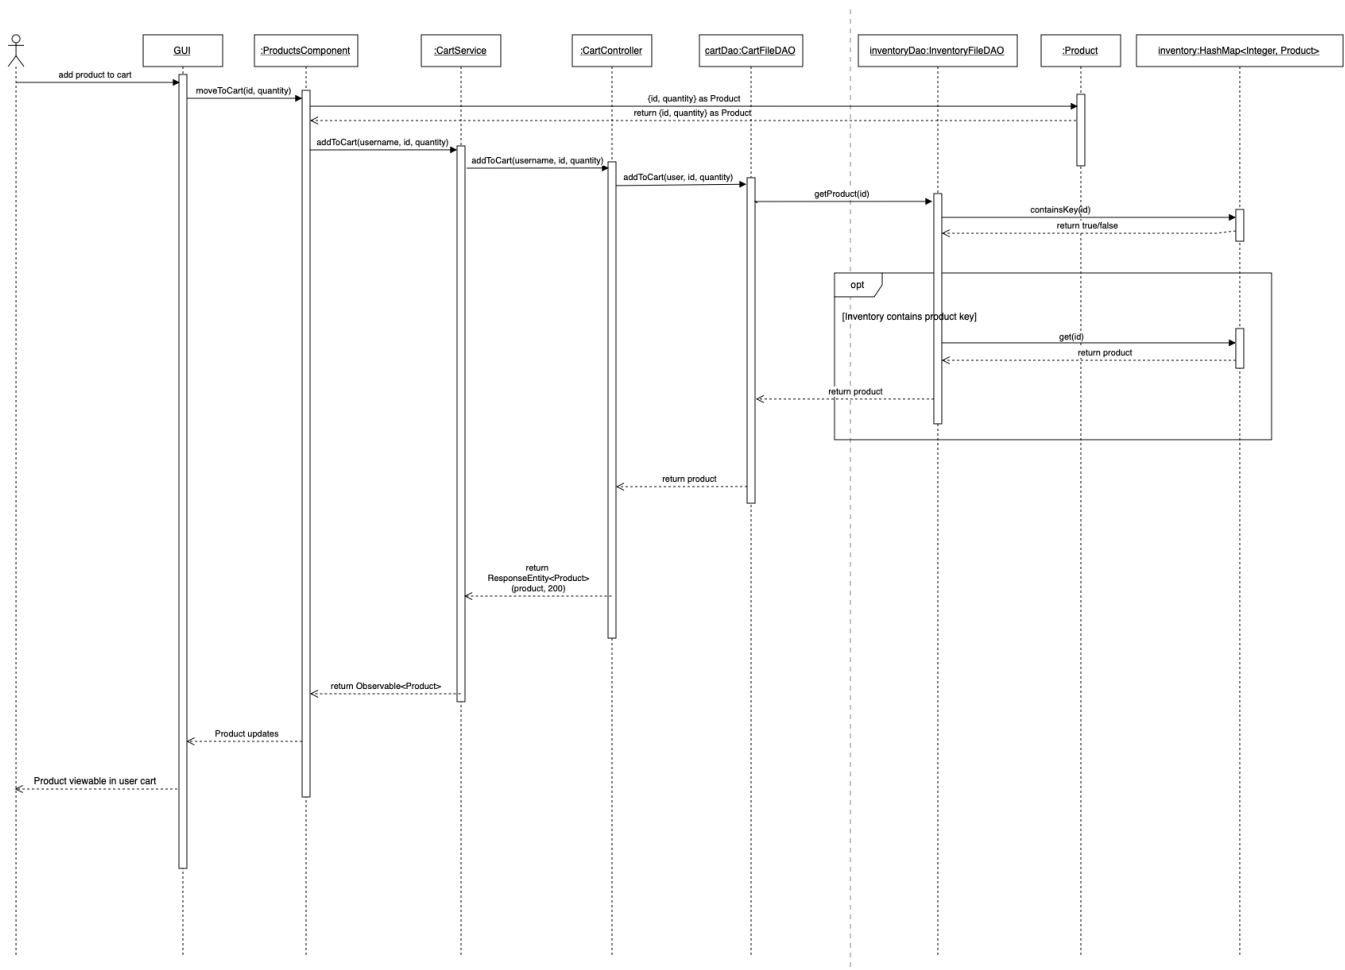 GUI
:ProductsComponent
:CartService
:CartController
cartDao:CartFileDAO
inventoryDao:InventoryFileDAO
:Product
inventory:HashMap<Integer, Product>
add product to cart
moveToCart(id, quantity)
{id, quantity} as Product
return {id, quantity} as Product
addToCart(username, id, quantity)
addToCart(username, id, quantity)
addToCart(user, id, quantity)
getProduct(id)
containsKey(id)
return true/false
opt
[Inventory contains product key]
get(id)
return product
return product
return product
return
ResponseEntity<Product>
(product, 200)
return Observable<Product>
Product updates
Product viewable in user cart